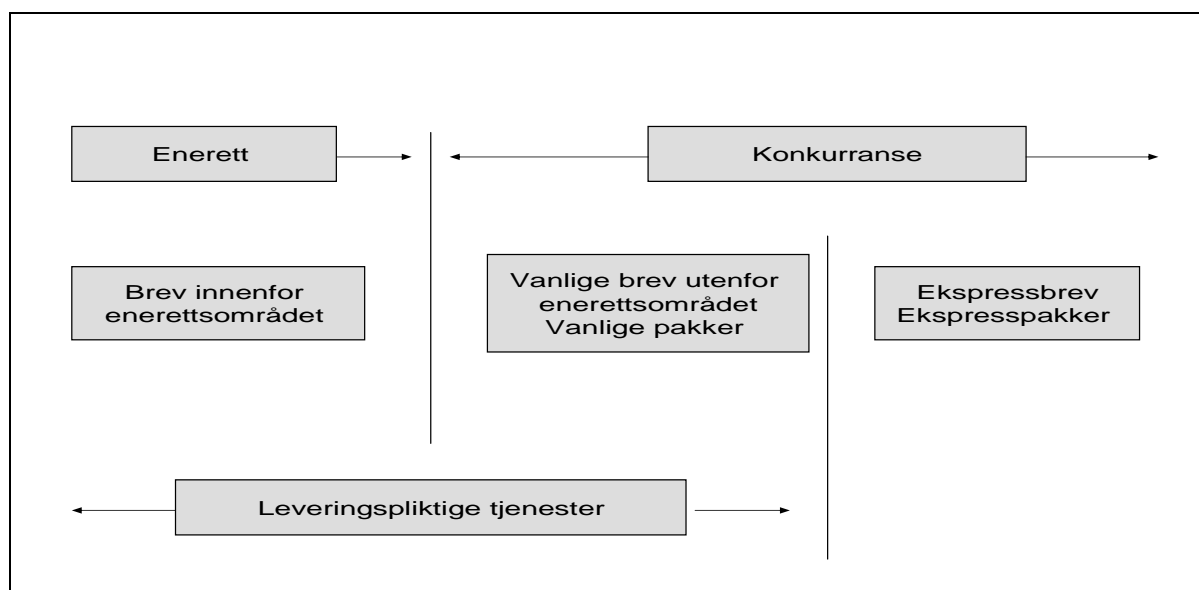 Enerett
Konkurranse
Brev innenfor
enerettsområdet
Vanlige brev utenfor
enerettsområdet
Vanlige pakker
Ekspressbrev
Ekspresspakker
Leveringspliktige tjenester